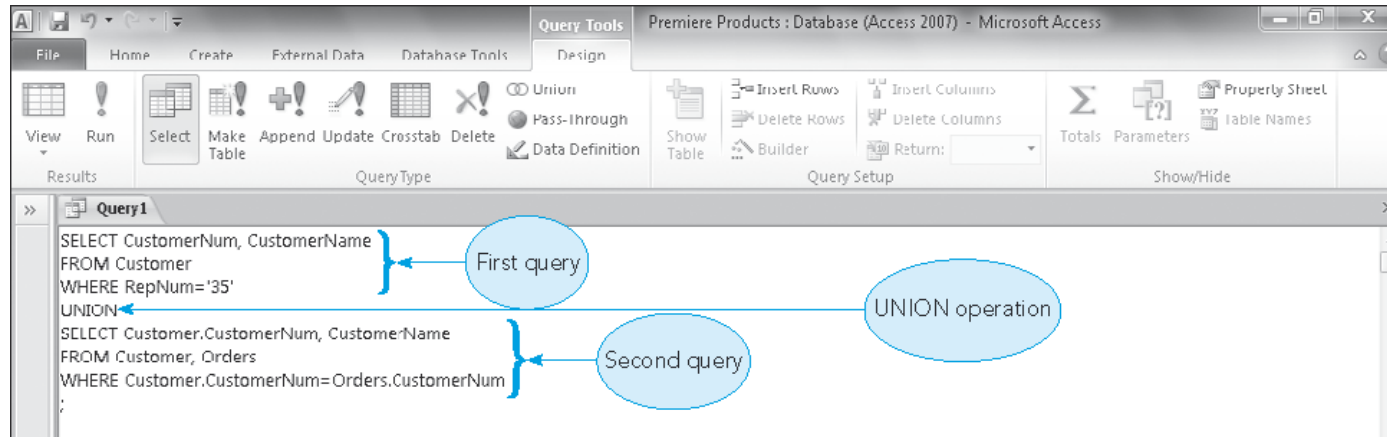 Query Tools
Premiere Products : Database (Access 2007) - Microsoft Access
File Home Create External Data Database Tools Design
View Run Select Make Table Append Update Crosstab Delete
Union
Pass-Through
Data Definition
Show Table
Insert Rows
Delete Rows
Builder
Insert Columns
Delete Columns
Return:
Totals Parameters
Property Sheet
Table Names
Results Query Type Query Setup Show/Hide
Query1
SELECT CustomerNum, CustomerName
FROM Customer
WHERE RepNum='35'
UNION
SELECT Customer.CustomerNum, CustomerName
FROM Customer, Orders
WHERE Customer.CustomerNum=Orders.CustomerNum
;
First query
UNION operation
Second query